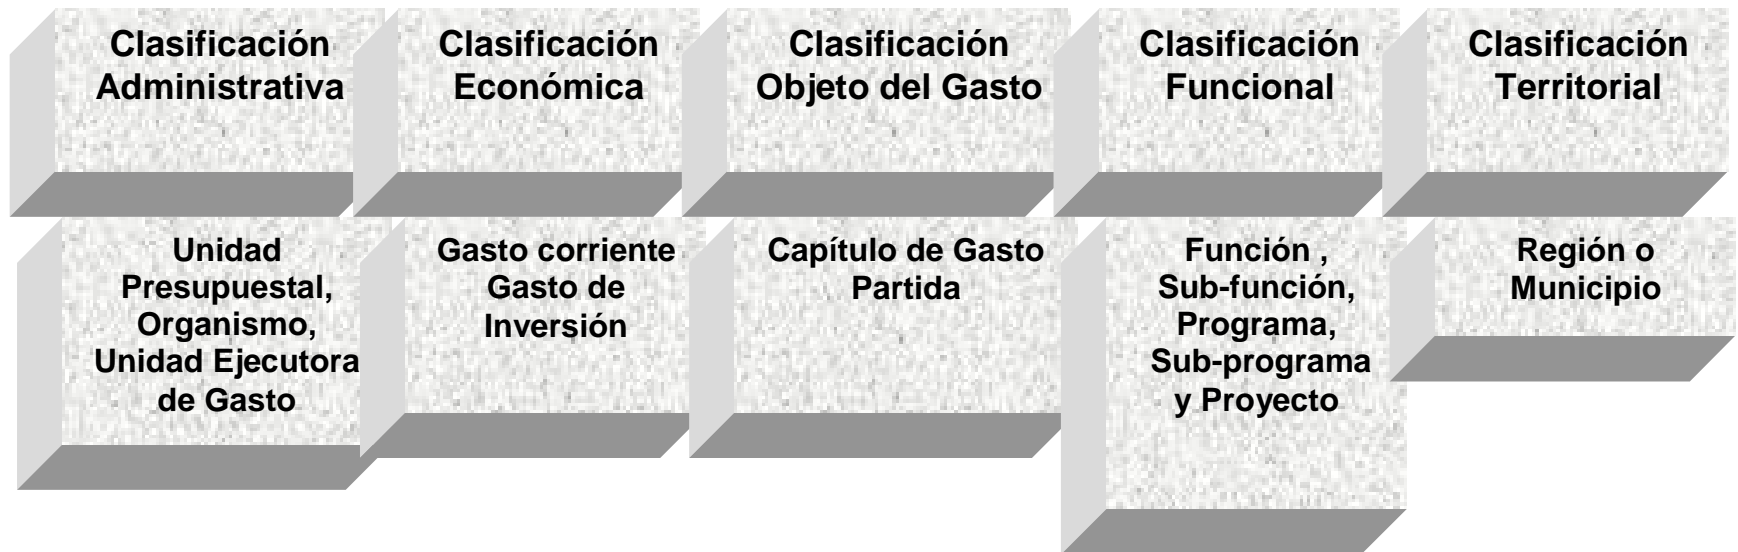 Clasificación
Administrativa
Clasificación
Económica
Clasificación
Objeto del Gasto
Clasificación
Funcional
Clasificación
Territorial
Unidad
Presupuestal,
Organismo,
Unidad Ejecutora
de Gasto
Gasto corriente
Gasto de
Inversión
Capítulo de Gasto
Partida
Función ,
Sub-función,
Programa,
Sub-programa
y Proyecto
Región o
Municipio